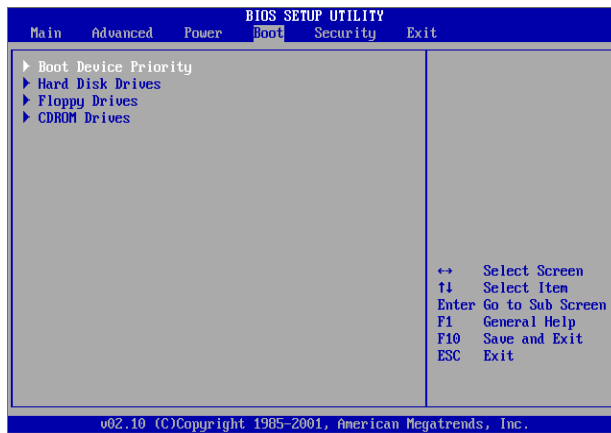 BIOS SETUP UTILITY
Main Advanced Power Boot Security Exit
Boot Device Priority
Hard Disk Drives
Floppy Drives
CDROM Drives
↔ Select Screen
↑↓ Select Item
Enter Go to Sub Screen
F1 General Help
F10 Save and Exit
ESC Exit
v02.10 (C)Copyright 1985-2001, American Megatrends, Inc.